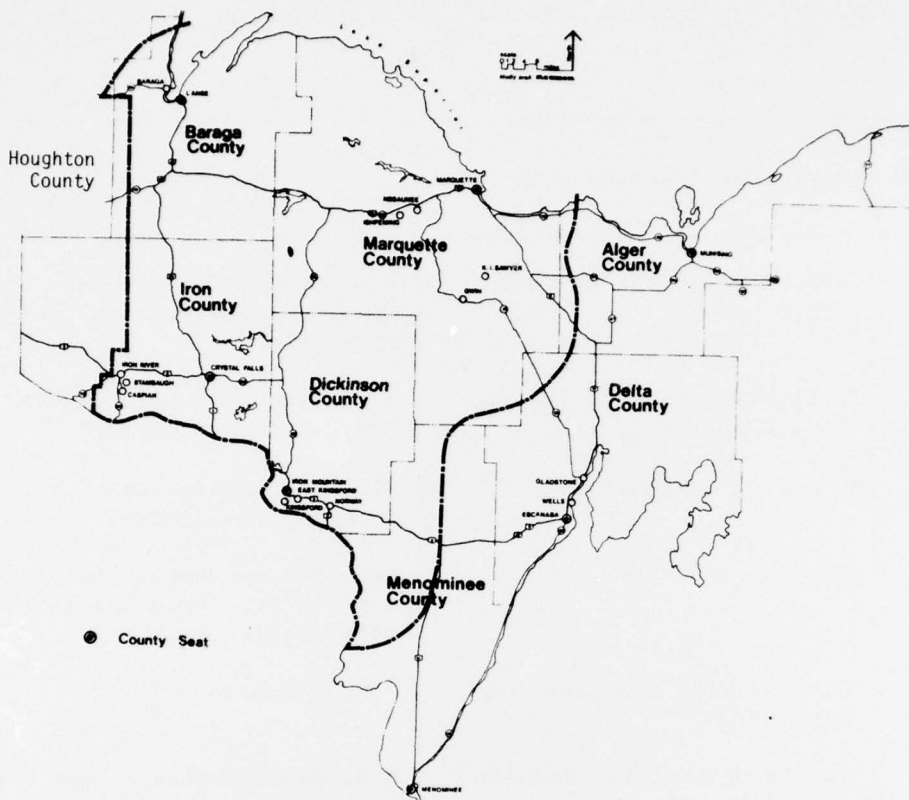 BARAGA
L'ANSE
Baraga
County
Houghton
County
MARQUETTE
NEGAUNEE
ISHPEMING
Marquette
County
Alger
County
MUNISING
K. I. SAWYER
GWIN
Iron
County
IRON RIVER
STAMBAUGH
CASPIAN
CRYSTAL FALLS
Dickinson
County
Delta
County
IRON MOUNTAIN
EAST KINGSFORD
KINGSFORD
NORWAY
GLADSTONE
WELLS
ESCANABA
Menominee
County
County Seat
MENOMINEE